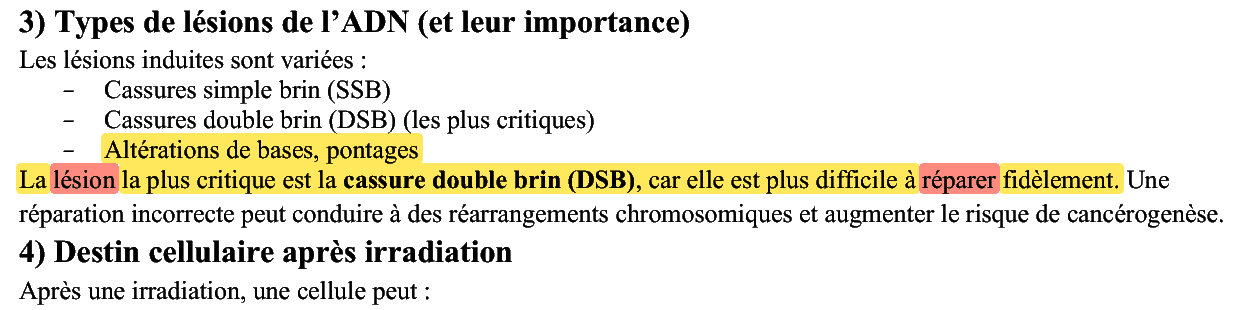 3) Types de lésions de l’ADN (et leur importance)
Les lésions induites sont variées :
- Cassures simple brin (SSB)
- Cassures double brin (DSB) (les plus critiques)
- Altérations de bases, pontages
La lésion la plus critique est la cassure double brin (DSB), car elle est plus difficile à réparer fidèlement. Une
réparation incorrecte peut conduire à des réarrangements chromosomiques et augmenter le risque de cancérogenèse.
4) Destin cellulaire après irradiation
Après une irradiation, une cellule peut :